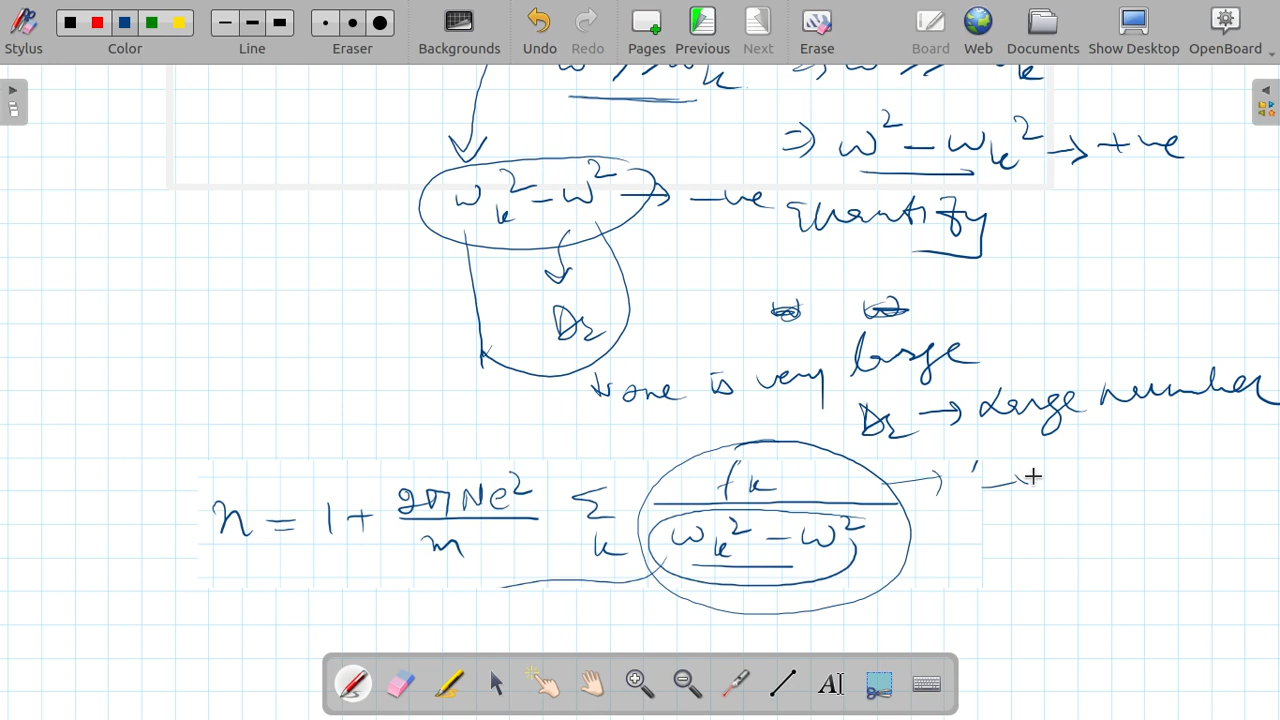 Stylus Color Line Eraser Backgrounds Undo Redo Pages Previous Next Erase Board Web Documents Show Desktop OpenBoard
⇒ ω² − ωk² → +ve
ωk² − ω² → −ve quantity
Dr
↳ one is very large
Dr → Large number
n = 1 + 2πNe²/m Σk fk/(ωk² − ω²) →